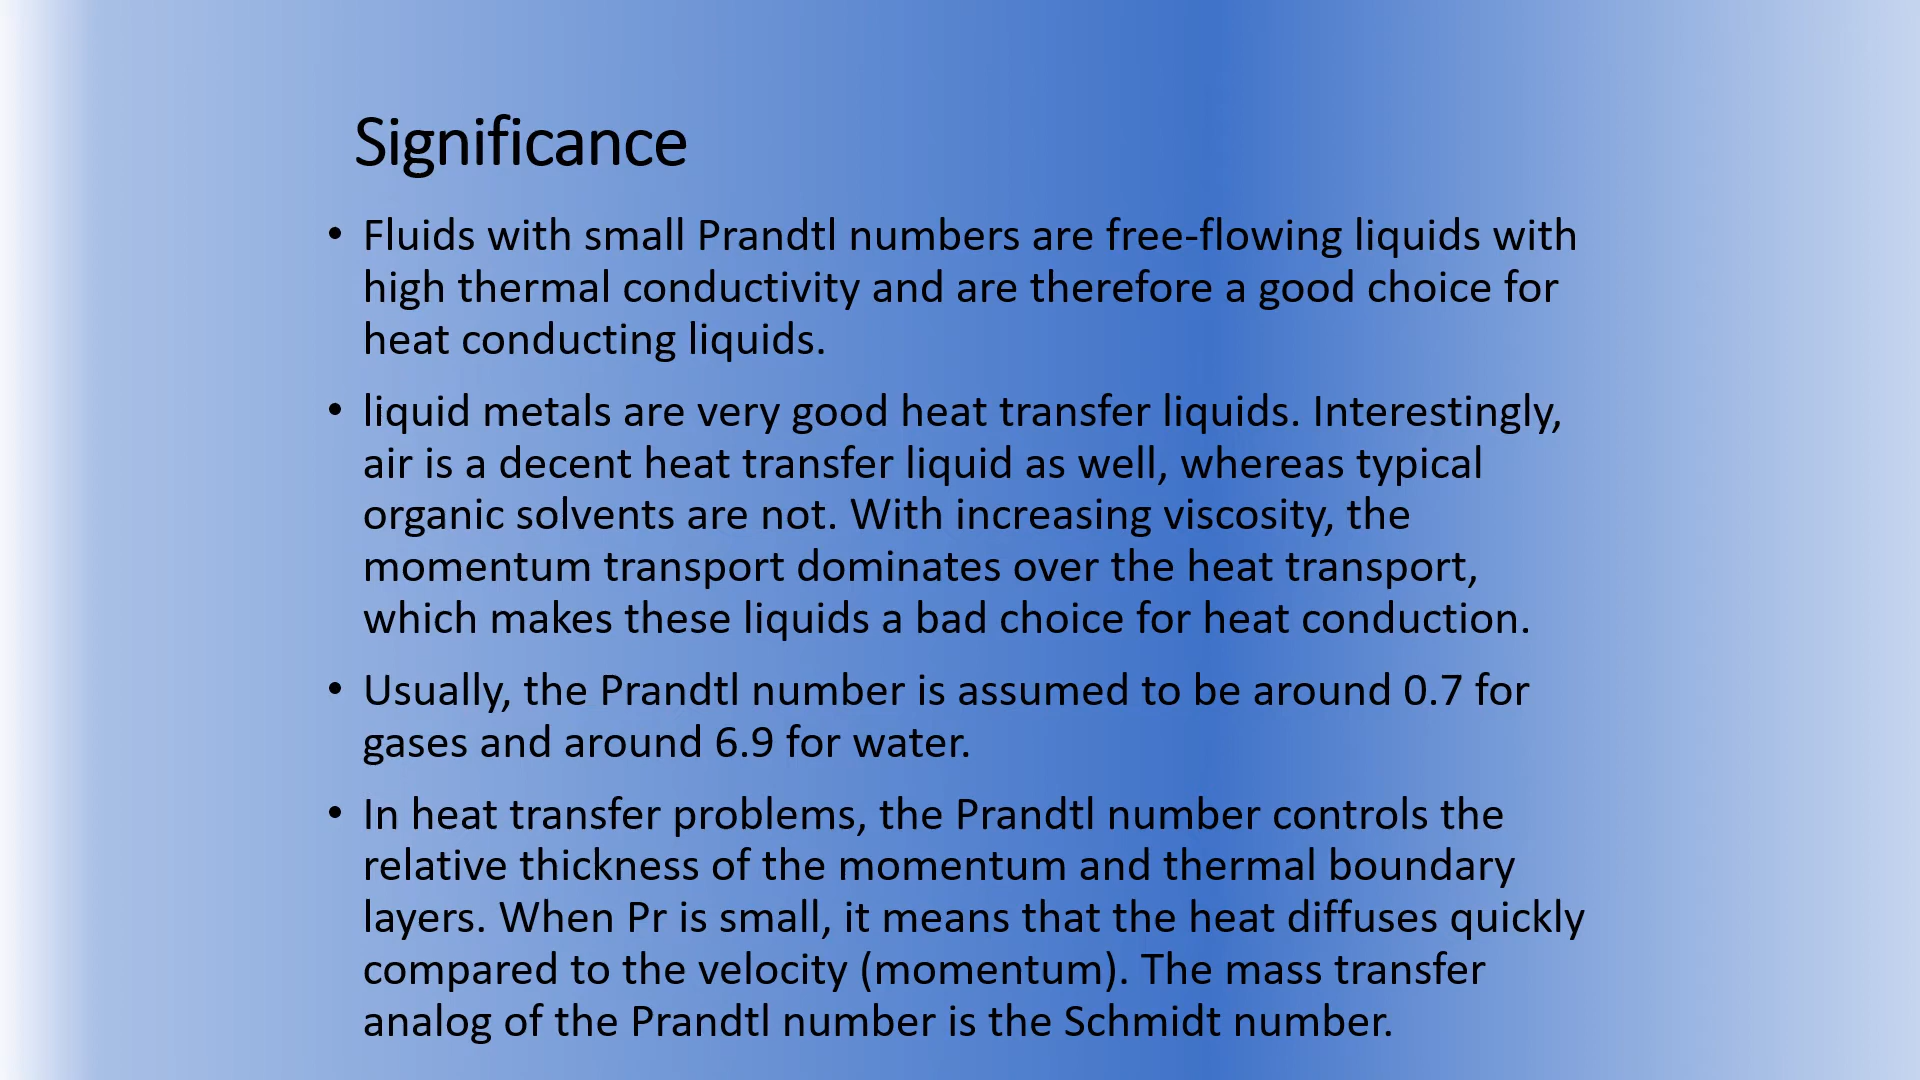 Significance
• Fluids with small Prandtl numbers are free-flowing liquids with
high thermal conductivity and are therefore a good choice for
heat conducting liquids.
• liquid metals are very good heat transfer liquids. Interestingly,
air is a decent heat transfer liquid as well, whereas typical
organic solvents are not. With increasing viscosity, the
momentum transport dominates over the heat transport,
which makes these liquids a bad choice for heat conduction.
• Usually, the Prandtl number is assumed to be around 0.7 for
gases and around 6.9 for water.
• In heat transfer problems, the Prandtl number controls the
relative thickness of the momentum and thermal boundary
layers. When Pr is small, it means that the heat diffuses quickly
compared to the velocity (momentum). The mass transfer
analog of the Prandtl number is the Schmidt number.